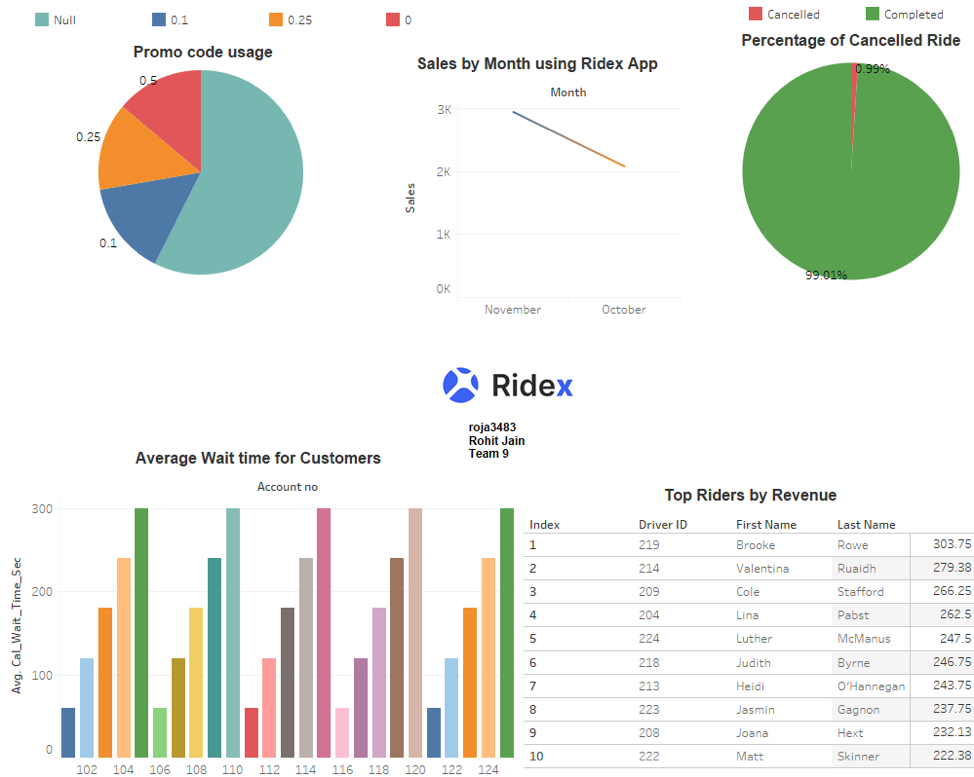 Null 0.1 0.25 0
Promo code usage
0.5
0.25
0.1
Sales by Month using Ridex App
Month
3K
2K
1K
0K
Sales
November October
Cancelled Completed
Percentage of Cancelled Ride
0.99%
99.01%
Ridex
roja3483
Rohit Jain
Team 9
Average Wait time for Customers
Account no
300
200
100
0
Avg. Cal_Wait_Time_Sec
102 104 106 108 110 112 114 116 118 120 122 124
Top Riders by Revenue
Index Driver ID First Name Last Name
1 219 Brooke Rowe 303.75
2 214 Valentina Ruaidh 279.38
3 209 Cole Stafford 266.25
4 204 Lina Pabst 262.5
5 224 Luther McManus 247.5
6 218 Judith Byrne 246.75
7 213 Heidi O'Hannegan 243.75
8 223 Jasmin Gagnon 237.75
9 208 Joana Hext 232.13
10 222 Matt Skinner 222.38